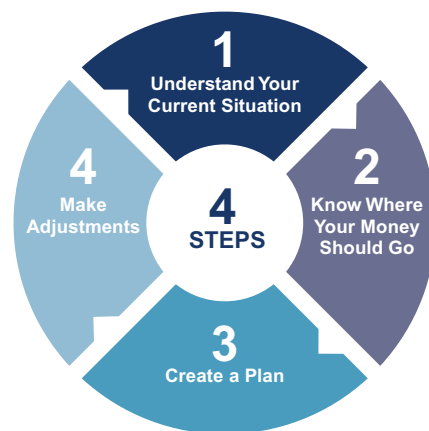 1
Understand Your
Current Situation
2
Know Where
Your Money
Should Go
3
Create a Plan
4
Make
Adjustments
4
STEPS